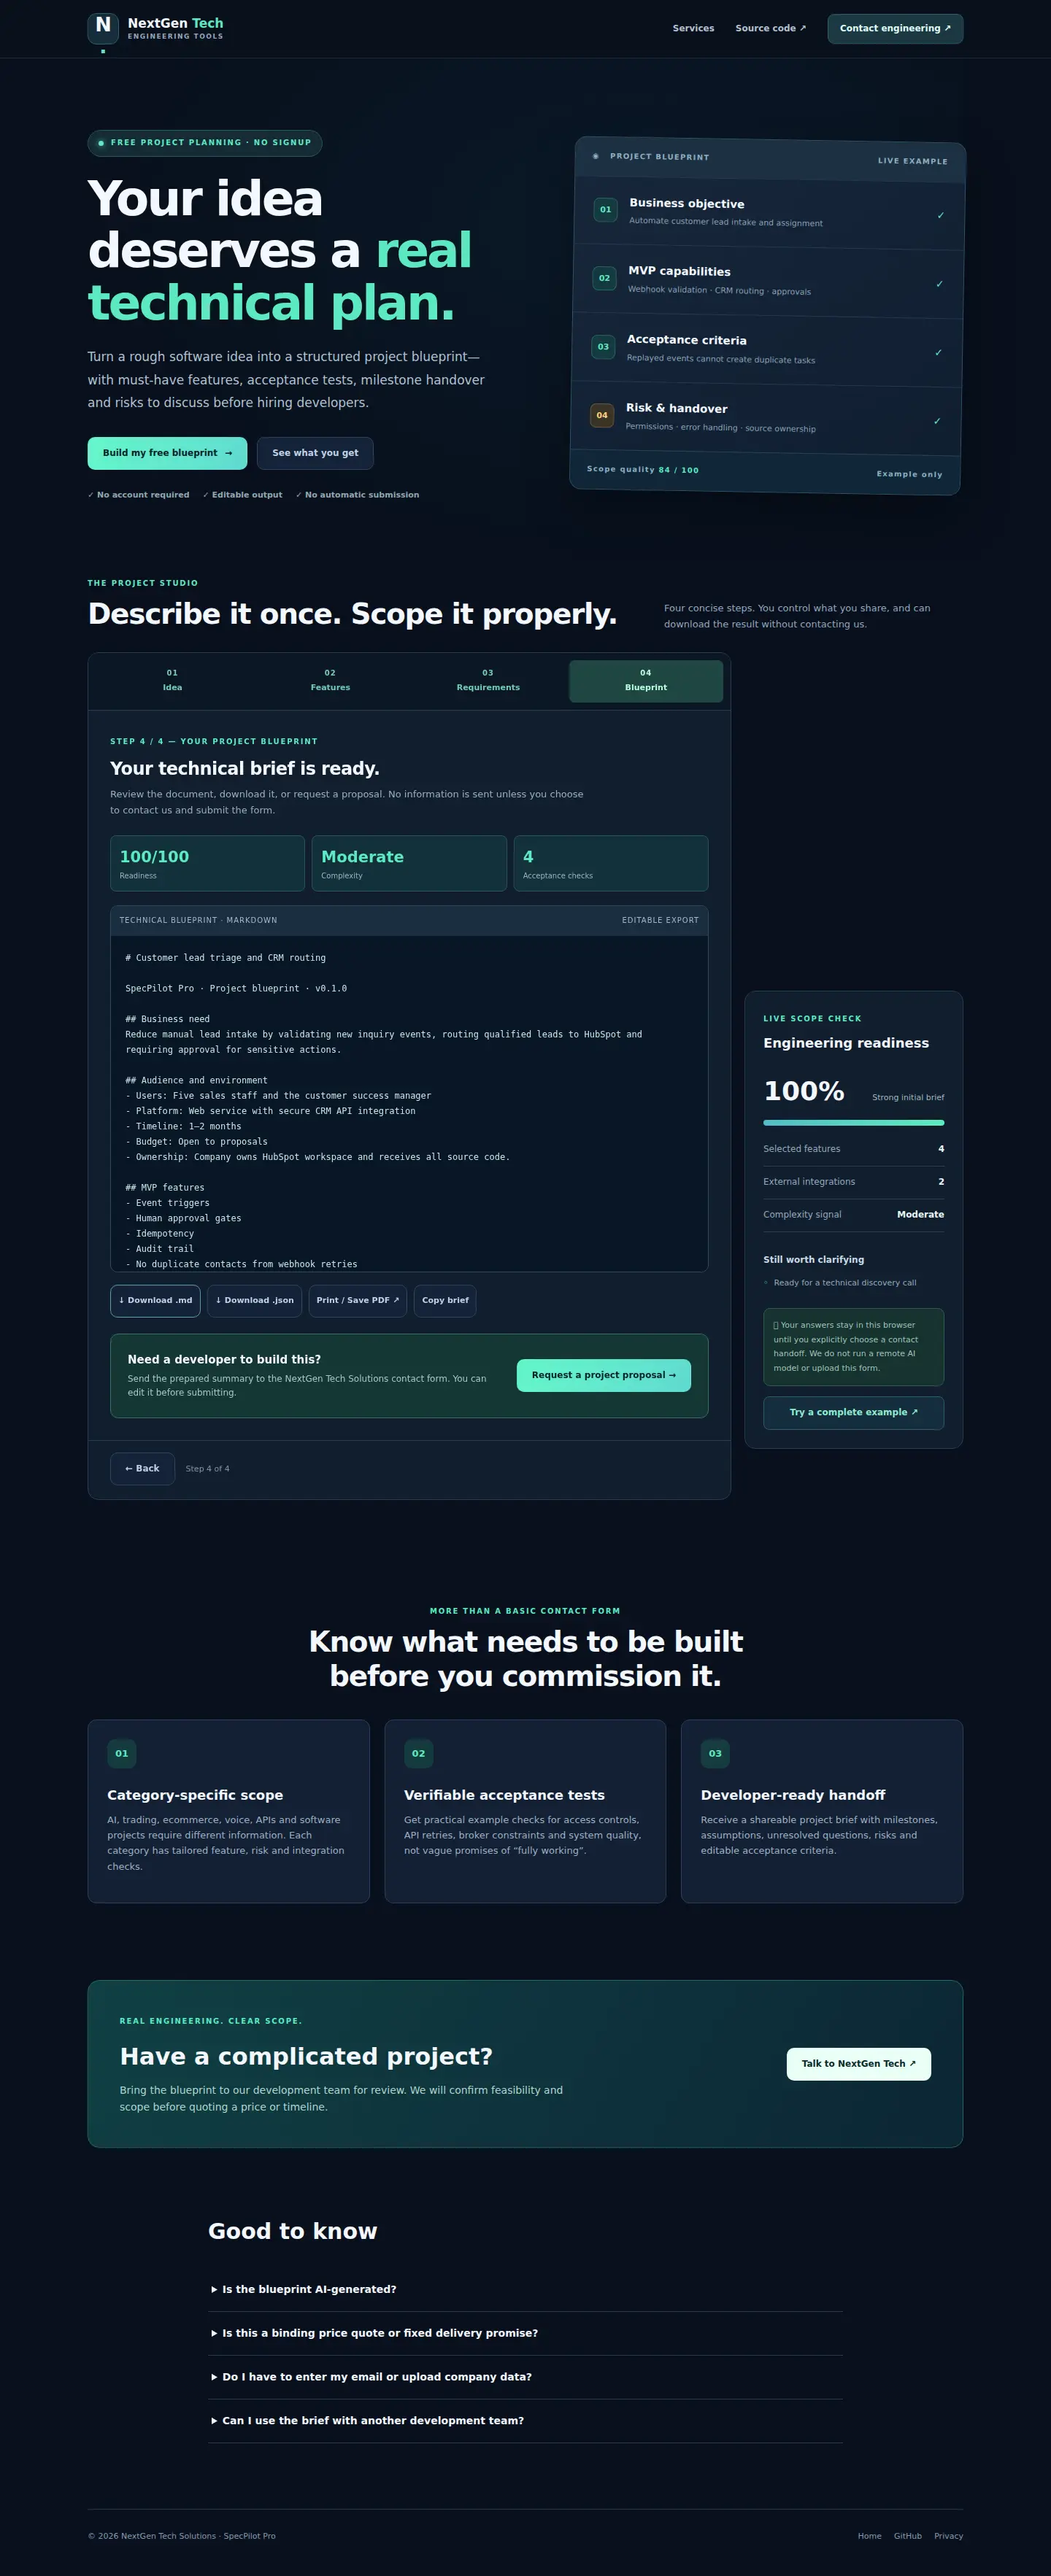 N
NextGen Tech
ENGINEERING TOOLS
Services
Source code ↗
Contact engineering ↗
FREE PROJECT PLANNING · NO SIGNUP
Your idea
deserves a real
technical plan.
Turn a rough software idea into a structured project blueprint—
with must-have features, acceptance tests, milestone handover
and risks to discuss before hiring developers.
Build my free blueprint →
See what you get
✓ No account required
✓ Editable output
✓ No automatic submission
PROJECT BLUEPRINT
LIVE EXAMPLE
01
Business objective
Automate customer lead intake and assignment
✓
02
MVP capabilities
Webhook validation · CRM routing · approvals
✓
03
Acceptance criteria
Replayed events cannot create duplicate tasks
✓
04
Risk & handover
Permissions · error handling · source ownership
✓
Scope quality 84 / 100
Example only
THE PROJECT STUDIO
Describe it once. Scope it properly.
Four concise steps. You control what you share, and can
download the result without contacting us.
01
Idea
02
Features
03
Requirements
04
Blueprint
STEP 4 / 4 — YOUR PROJECT BLUEPRINT
Your technical brief is ready.
Review the document, download it, or request a proposal. No information is sent unless you choose
to contact us and submit the form.
100/100
Readiness
Moderate
Complexity
4
Acceptance checks
TECHNICAL BLUEPRINT · MARKDOWN
EDITABLE EXPORT
# Customer lead triage and CRM routing
SpecPilot Pro · Project blueprint · v0.1.0
## Business need
Reduce manual lead intake by validating new inquiry events, routing qualified leads to HubSpot and
requiring approval for sensitive actions.
## Audience and environment
- Users: Five sales staff and the customer success manager
- Platform: Web service with secure CRM API integration
- Timeline: 1–2 months
- Budget: Open to proposals
- Ownership: Company owns HubSpot workspace and receives all source code.
## MVP features
- Event triggers
- Human approval gates
- Idempotency
- Audit trail
- No duplicate contacts from webhook retries
↓ Download .md
↓ Download .json
Print / Save PDF ↗
Copy brief
Need a developer to build this?
Send the prepared summary to the NextGen Tech Solutions contact form. You can
edit it before submitting.
Request a project proposal →
← Back
Step 4 of 4
LIVE SCOPE CHECK
Engineering readiness
100%
Strong initial brief
Selected features
4
External integrations
2
Complexity signal
Moderate
Still worth clarifying
Ready for a technical discovery call
Your answers stay in this browser
until you explicitly choose a contact
handoff. We do not run a remote AI
model or upload this form.
Try a complete example ↗
MORE THAN A BASIC CONTACT FORM
Know what needs to be built
before you commission it.
01
Category-specific scope
AI, trading, ecommerce, voice, APIs and software
projects require different information. Each
category has tailored feature, risk and integration
checks.
02
Verifiable acceptance tests
Get practical example checks for access controls,
API retries, broker constraints and system quality,
not vague promises of “fully working”.
03
Developer-ready handoff
Receive a shareable project brief with milestones,
assumptions, unresolved questions, risks and
editable acceptance criteria.
REAL ENGINEERING. CLEAR SCOPE.
Have a complicated project?
Bring the blueprint to our development team for review. We will confirm feasibility and
scope before quoting a price or timeline.
Talk to NextGen Tech ↗
Good to know
▶ Is the blueprint AI-generated?
▶ Is this a binding price quote or fixed delivery promise?
▶ Do I have to enter my email or upload company data?
▶ Can I use the brief with another development team?
© 2026 NextGen Tech Solutions · SpecPilot Pro
Home
GitHub
Privacy